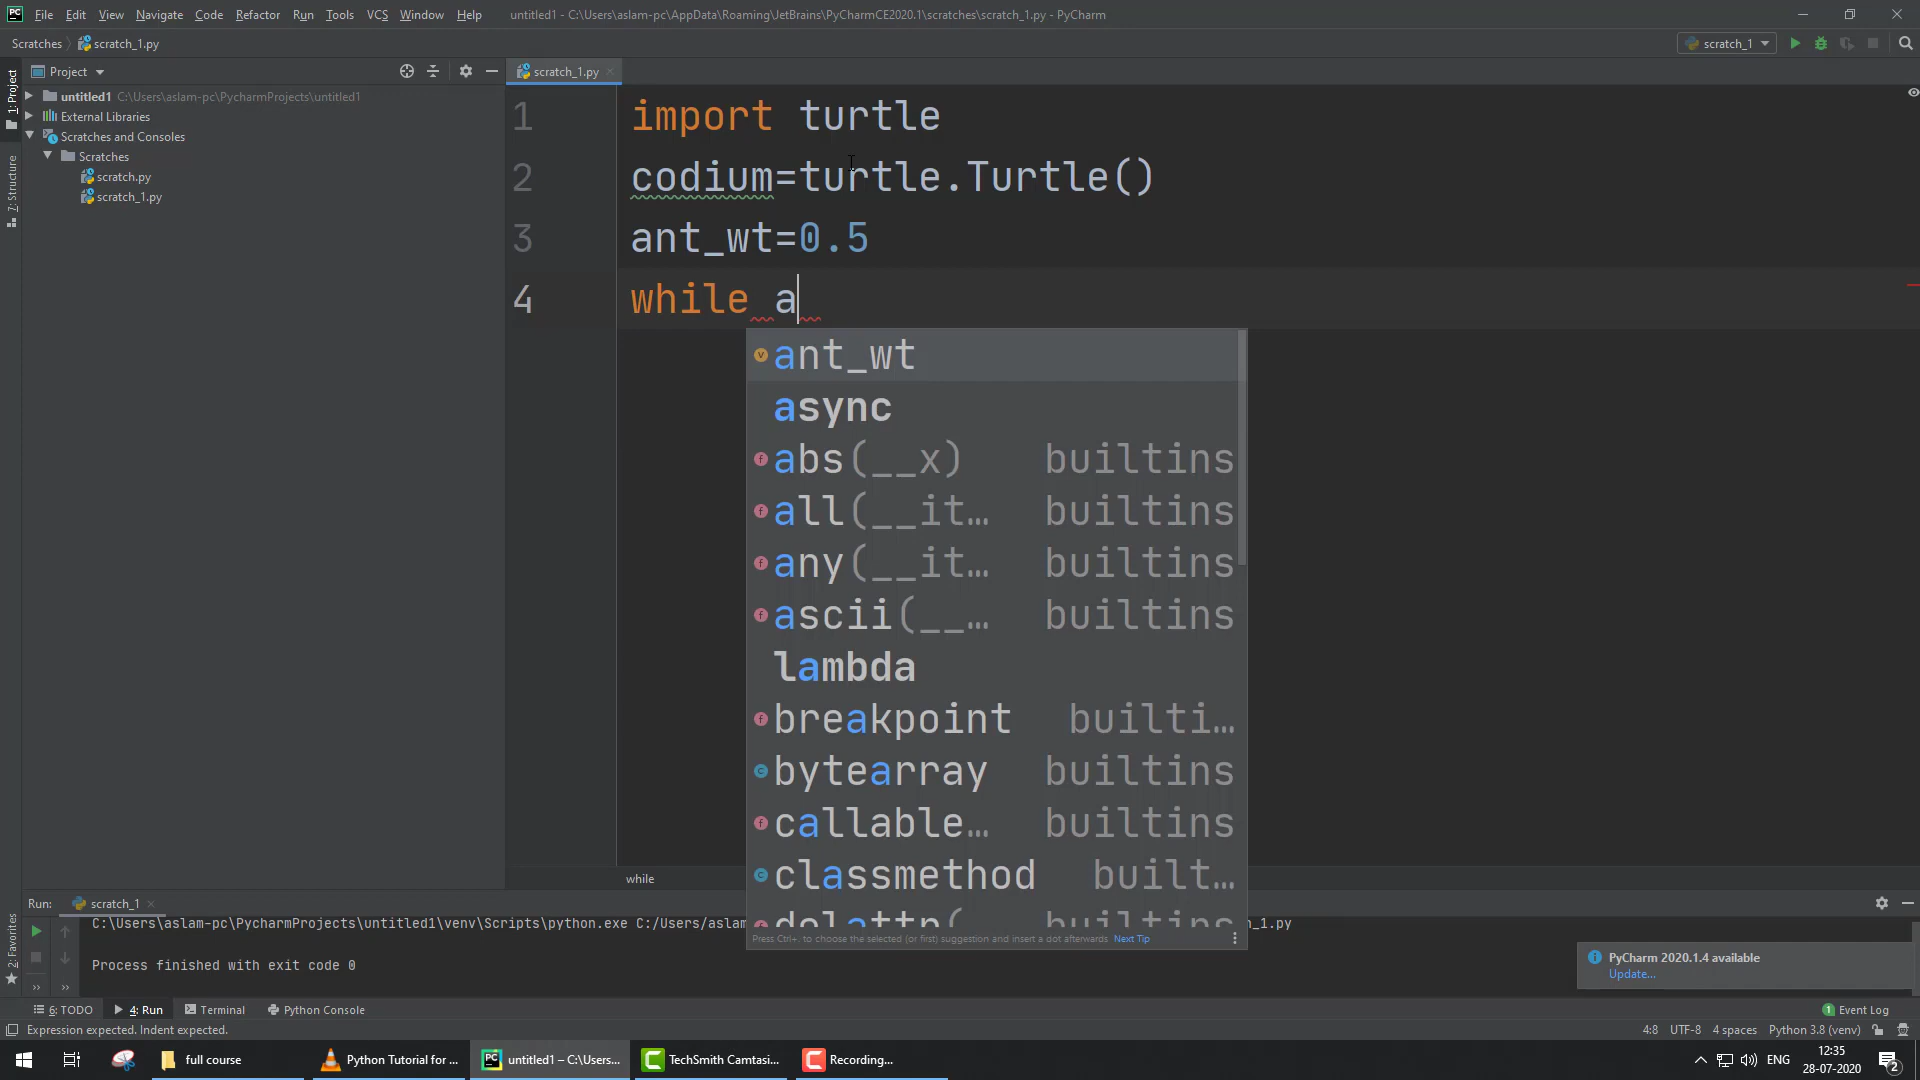 PC File Edit View Navigate Code Refactor Run Tools VCS Window Help untitled1 - C:\Users\aslam-pc\AppData\Roaming\JetBrains\PyCharmCE2020.1\scratches\scratch_1.py - PyCharm
Scratches scratch_1.py scratch_1
1: Project
Project scratch_1.py
untitled1 C:\Users\aslam-pc\PycharmProjects\untitled1
External Libraries
Scratches and Consoles
Scratches
scratch.py
scratch_1.py
7: Structure
1 import turtle
2 codium=turtle.Turtle()
3 ant_wt=0.5
4 while a
ant_wt
async
abs(__x) builtins
all(__it… builtins
any(__it… builtins
ascii(__… builtins
lambda
breakpoint builti…
bytearray builtins
callable… builtins
classmethod built…
delattr( builtins
Press Ctrl+. to choose the selected (or first) suggestion and insert a dot afterwards Next Tip
while
Run: scratch_1
C:\Users\aslam-pc\PycharmProjects\untitled1\venv\Scripts\python.exe C:/Users/aslam h_1.py
Process finished with exit code 0
2: Favorites
PyCharm 2020.1.4 available
Update...
6: TODO 4: Run Terminal Python Console 1 Event Log
Expression expected. Indent expected. 4:8 UTF-8 4 spaces Python 3.8 (venv)
full course Python Tutorial for ... PC untitled1 – C:\Users... TechSmith Camtasi... Recording... ENG 12:35
28-07-2020 2